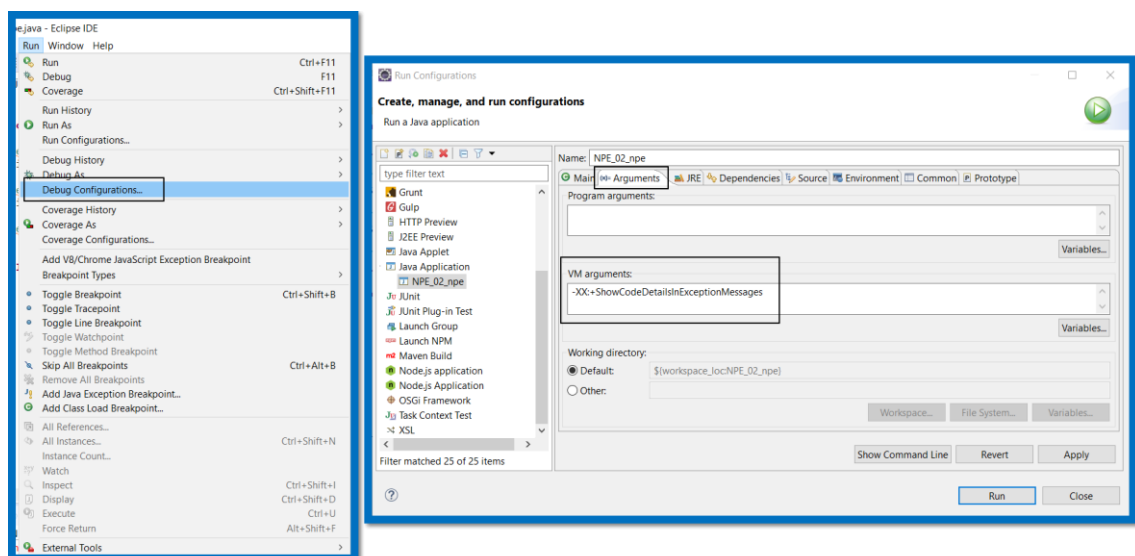 e.java - Eclipse IDE
Run Window Help
Run Ctrl+F11
Debug F11
Coverage Ctrl+Shift+F11
Run History
Run As
Run Configurations...
Debug History
Debug As
Debug Configurations...
Coverage History
Coverage As
Coverage Configurations...
Add V8/Chrome JavaScript Exception Breakpoint
Breakpoint Types
Toggle Breakpoint Ctrl+Shift+B
Toggle Tracepoint
Toggle Line Breakpoint
Toggle Watchpoint
Toggle Method Breakpoint
Skip All Breakpoints Ctrl+Alt+B
Remove All Breakpoints
Add Java Exception Breakpoint...
Add Class Load Breakpoint...
All References...
All Instances... Ctrl+Shift+N
Instance Count...
Watch
Inspect Ctrl+Shift+I
Display Ctrl+Shift+D
Execute Ctrl+U
Force Return Alt+Shift+F
External Tools
Run Configurations
Create, manage, and run configurations
Run a Java application
type filter text
Grunt
Gulp
HTTP Preview
J2EE Preview
Java Applet
Java Application
NPE_02_npe
JUnit
JUnit Plug-in Test
Launch Group
Launch NPM
Maven Build
Node.js application
Node.js Application
OSGi Framework
Task Context Test
XSL
Filter matched 25 of 25 items
Name: NPE_02_npe
Main Arguments JRE Dependencies Source Environment Common Prototype
Program arguments:
Variables...
VM arguments:
-XX:+ShowCodeDetailsInExceptionMessages
Variables...
Working directory:
Default: ${workspace_loc:NPE_02_npe}
Other:
Workspace... File System... Variables...
Show Command Line Revert Apply
Run Close